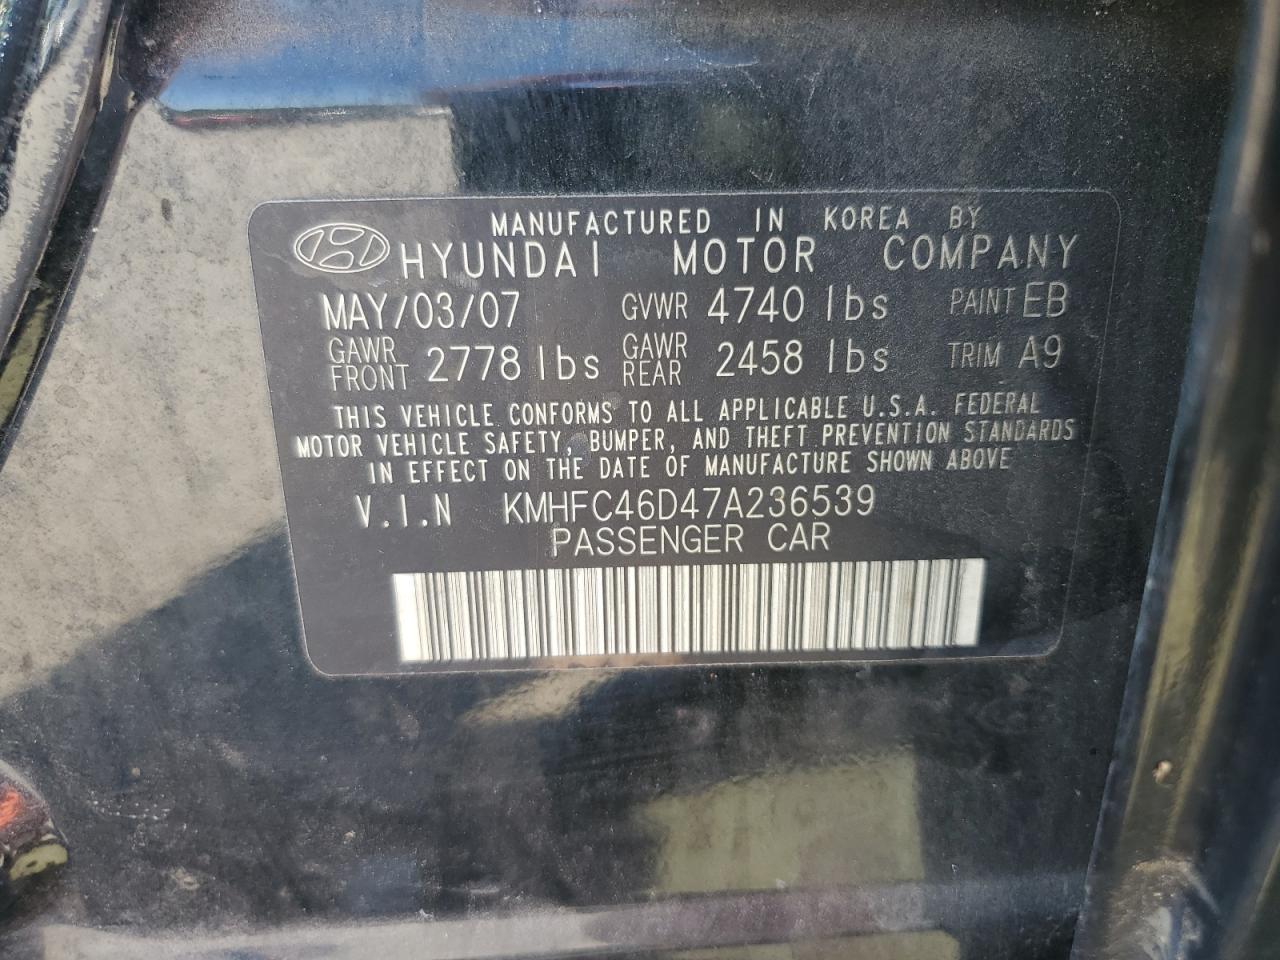 MANUFACTURED IN KOREA BY
HYUNDAI MOTOR COMPANY
MAY/03/07 GVWR 4740 lbs PAINT EB
GAWR FRONT 2778 lbs GAWR REAR 2458 lbs TRIM A9
THIS VEHICLE CONFORMS TO ALL APPLICABLE U.S.A. FEDERAL
MOTOR VEHICLE SAFETY, BUMPER, AND THEFT PREVENTION STANDARDS
IN EFFECT ON THE DATE OF MANUFACTURE SHOWN ABOVE
V.I.N KMHFC46D47A236539
PASSENGER CAR